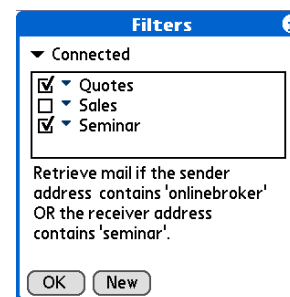 Filters
Connected
Quotes
Sales
Seminar
Retrieve mail if the sender
address contains 'onlinebroker'
OR the receiver address
contains 'seminar'.
OK New